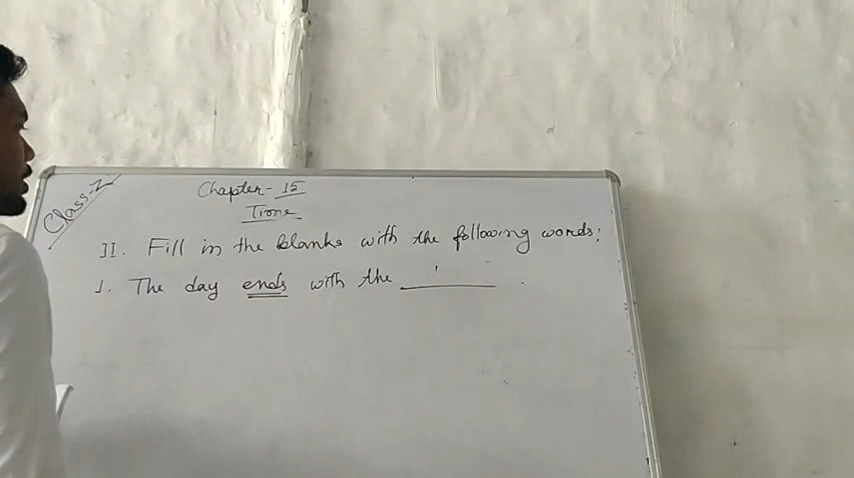 Class-2
Chapter-15
Time
II. Fill in the blanks with the following words:
1. The day ends with the ________ .